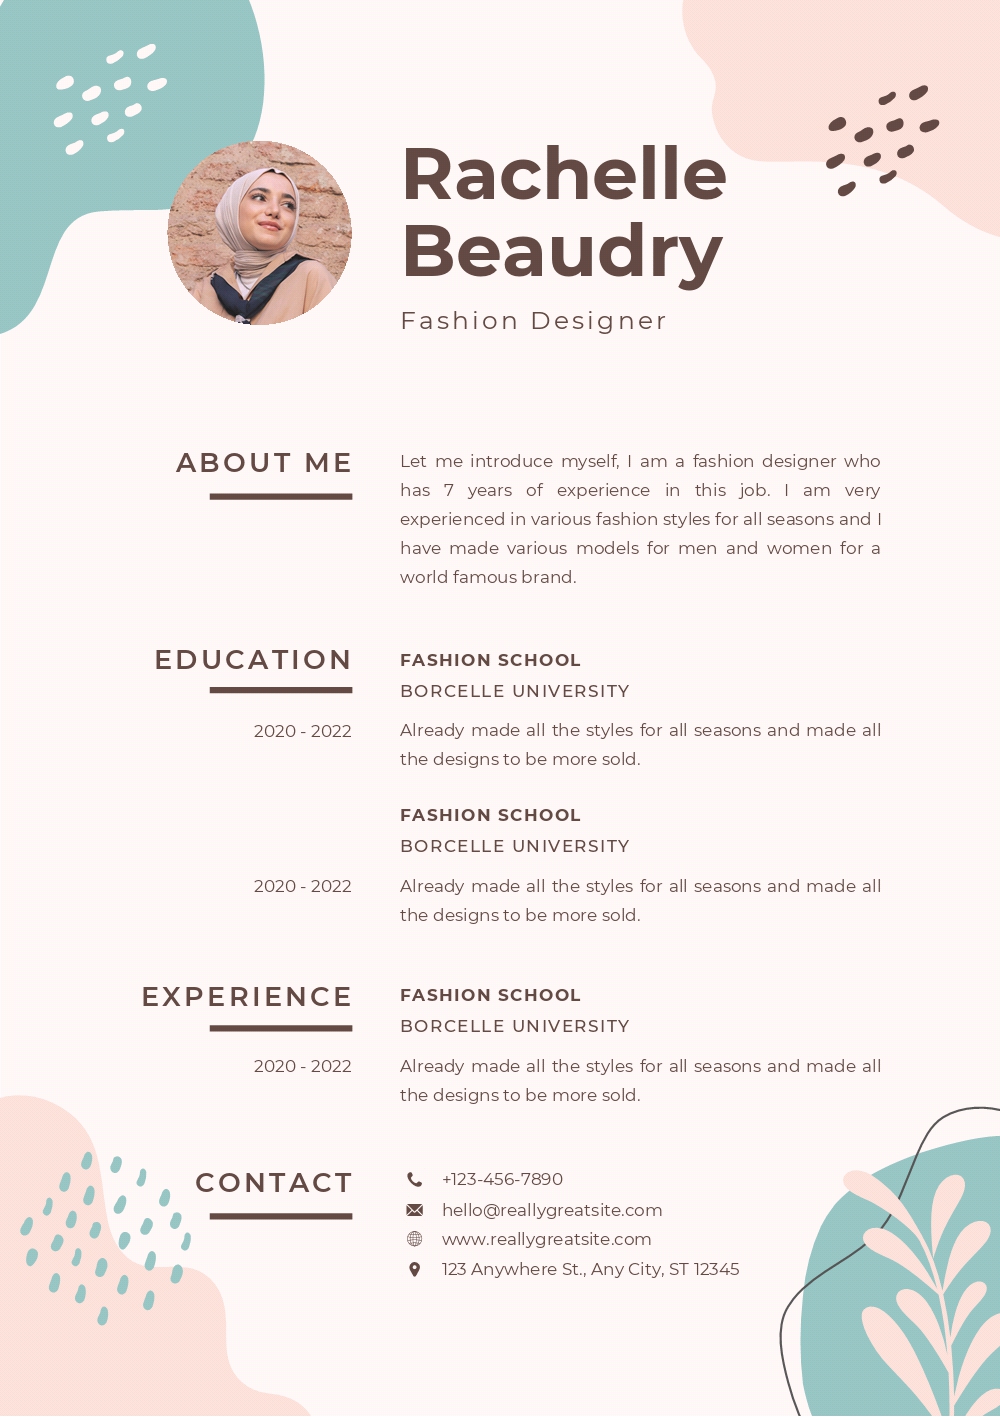 Rachelle
Beaudry
Fashion Designer
ABOUT ME
Let me introduce myself, I am a fashion designer who
has 7 years of experience in this job. I am very
experienced in various fashion styles for all seasons and I
have made various models for men and women for a
world famous brand.
EDUCATION
FASHION SCHOOL
BORCELLE UNIVERSITY
2020 - 2022
Already made all the styles for all seasons and made all
the designs to be more sold.
FASHION SCHOOL
BORCELLE UNIVERSITY
2020 - 2022
Already made all the styles for all seasons and made all
the designs to be more sold.
EXPERIENCE
FASHION SCHOOL
BORCELLE UNIVERSITY
2020 - 2022
Already made all the styles for all seasons and made all
the designs to be more sold.
CONTACT
+123-456-7890
hello@reallygreatsite.com
www.reallygreatsite.com
123 Anywhere St., Any City, ST 12345